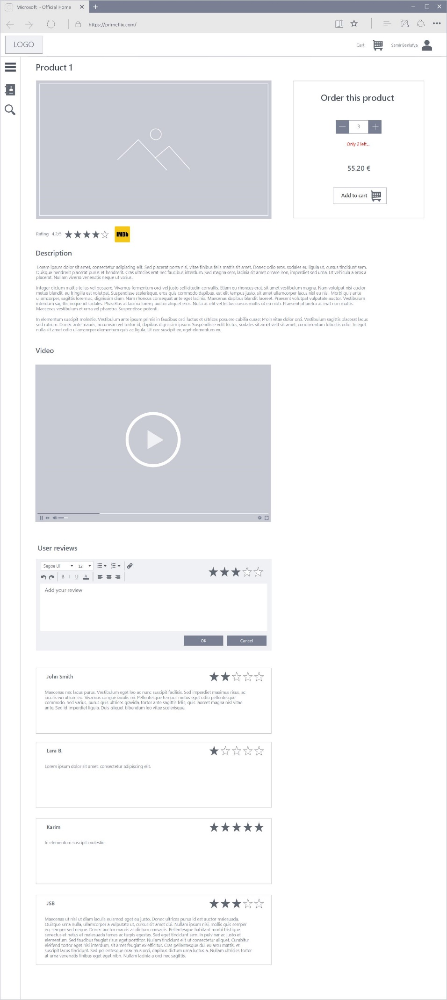 Microsoft - Official Home
https://primeflix.com/
LOGO
Cart
Samir Benlafya
Product 1
Order this product
3
Only 2 left...
55.20 €
Add to cart
Rating 4.2/5
IMDb
Description
Lorem ipsum dolor sit amet, consectetur adipiscing elit. Sed placerat porta nisi, vitae finibus felis mattis sit amet. Donec odio eros, sodales eu ligula ut, cursus tincidunt sem.
Quisque hendrerit placerat purus et hendrerit. Cras ultricies erat nec faucibus interdum. Sed magna sem, lacinia sit amet ornare non, imperdiet sed urna. Ut vehicula a eros a
placerat. Nullam viverra venenatis neque ut varius.
Integer dictum mattis tellus vel posuere. Vivamus fermentum orci vel justo sollicitudin convallis. Etiam eu rhoncus erat, sit amet vestibulum magna. Nam volutpat nisi auctor
metus blandit, eu fringilla est volutpat. Suspendisse scelerisque, eros quis commodo dapibus, est elit tempus justo, sit amet ullamcorper lacus nisl eu nisl. Morbi quis ante
ullamcorper, sagittis lorem ac, dignissim diam. Nam rhoncus consequat ante eget lacinia. Maecenas dapibus blandit laoreet. Praesent volutpat vulputate auctor. Vestibulum
interdum sagittis neque id sodales. Phasellus at lacinia lorem, auctor aliquet eros. Nulla ac elit vel lectus cursus mollis ut eu nibh. Praesent pharetra ac erat non mattis.
Maecenas vestibulum et urna vel pharetra. Suspendisse potenti.
In elementum suscipit molestie. Vestibulum ante ipsum primis in faucibus orci luctus et ultrices posuere cubilia curae; Proin vitae dolor orci. Vestibulum sagittis placerat lacus
sed rutrum. Donec ante mauris, accumsan vel tortor id, dapibus dignissim ipsum. Suspendisse velit lectus, sodales sit amet velit sit amet, condimentum lobortis odio. In eget
nulla sit amet odio ullamcorper elementum quis ac ligula. Ut nec suscipit ex, eget elementum ex.
Video
User reviews
Segoe UI 12
B I U A
Add your review
OK Cancel
John Smith
Maecenas nec lacus purus. Vestibulum eget leo ac nunc suscipit facilisis. Sed imperdiet maximus risus, ac
iaculis ex rutrum eu. Vivamus congue iaculis mi. Pellentesque tempor metus eget odio pellentesque
commodo. Sed varius, purus quis ultrices gravida, tortor ante sagittis felis, quis laoreet magna nisl vitae
ante. Sed id imperdiet ligula. Duis aliquet bibendum leo vitae scelerisque.
Lara B.
Lorem ipsum dolor sit amet, consectetur adipiscing elit.
Karim
In elementum suscipit molestie.
JSB
Maecenas ut nisi ut diam iaculis euismod eget eu justo. Donec ultrices purus id est auctor malesuada.
Quisque urna nulla, ullamcorper a vulputate ut, cursus sit amet dui. Nullam ipsum nisi, mollis quis semper
eu, semper sed neque. Donec auctor mauris ac dictum convallis. Pellentesque habitant morbi tristique
senectus et netus et malesuada fames ac turpis egestas. Sed eget tincidunt sem. In pulvinar ac justo et
elementum. Sed faucibus feugiat risus eget porttitor. Nullam tincidunt elit ut consectetur aliquet. Curabitur
eleifend tortor eget nisi interdum, sit amet feugiat ex efficitur. Cras pellentesque dui eu arcu mattis, et
suscipit lacus tincidunt. Sed pellentesque maximus orci, dapibus dictum urna luctus a. Nullam ultricies tortor
at urna venenatis finibus eget eget nibh. Nullam lacinia a orci nec sagittis.